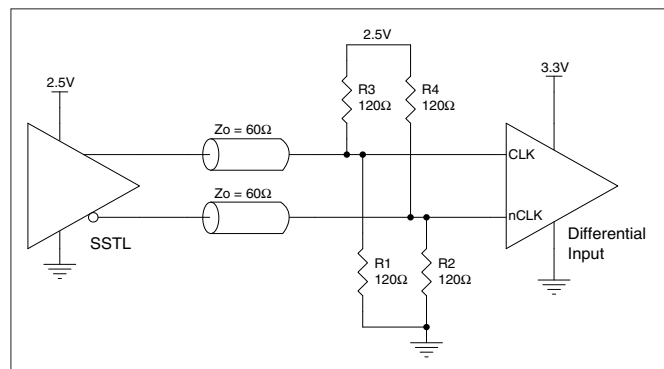 2.5V
2.5V
3.3V
R3
120Ω
R4
120Ω
Zo = 60Ω
CLK
Zo = 60Ω
nCLK
SSTL
Differential
Input
R1
120Ω
R2
120Ω